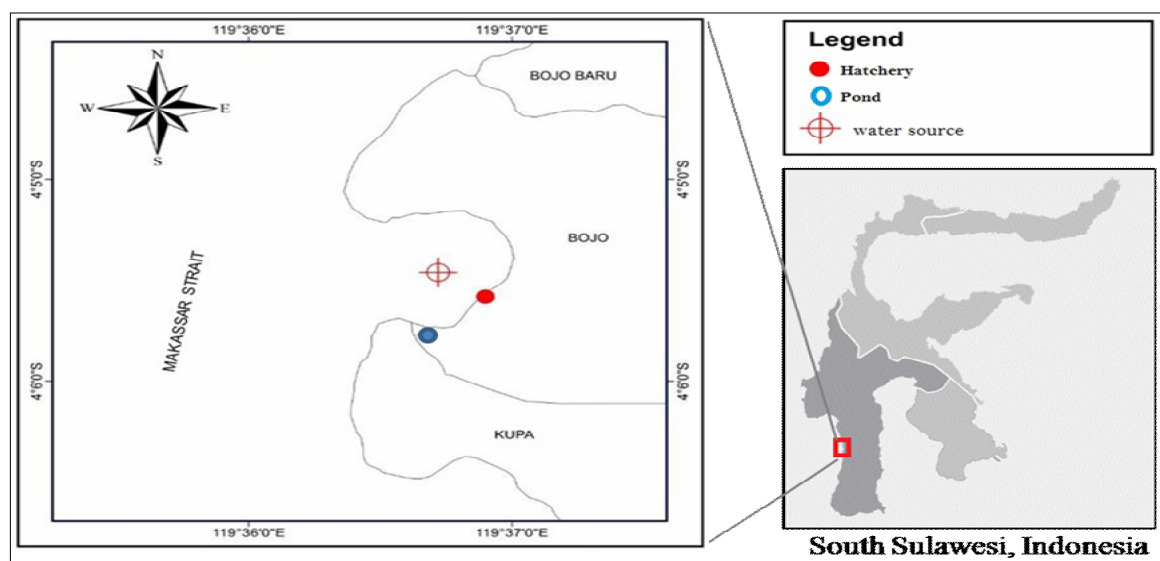 119°36'0"E
119°37'0"E
N
W
E
S
4°5'0"S
4°5'0"S
4°6'0"S
4°6'0"S
BOJO BARU
BOJO
MAKASSAR STRAIT
KUPA
119°36'0"E
119°37'0"E
Legend
Hatchery
Pond
water source
South Sulawesi, Indonesia